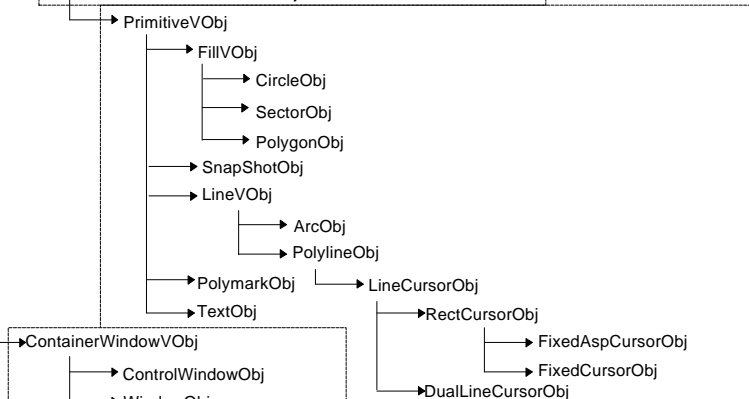 PrimitiveVObj
FillVObj
CircleObj
SectorObj
PolygonObj
SnapShotObj
LineVObj
ArcObj
PolylineObj
PolymarkObj
LineCursorObj
TextObj
RectCursorObj
ContainerWindowVObj
FixedAspCursorObj
ControlWindowObj
FixedCursorObj
DualLineCursorObj